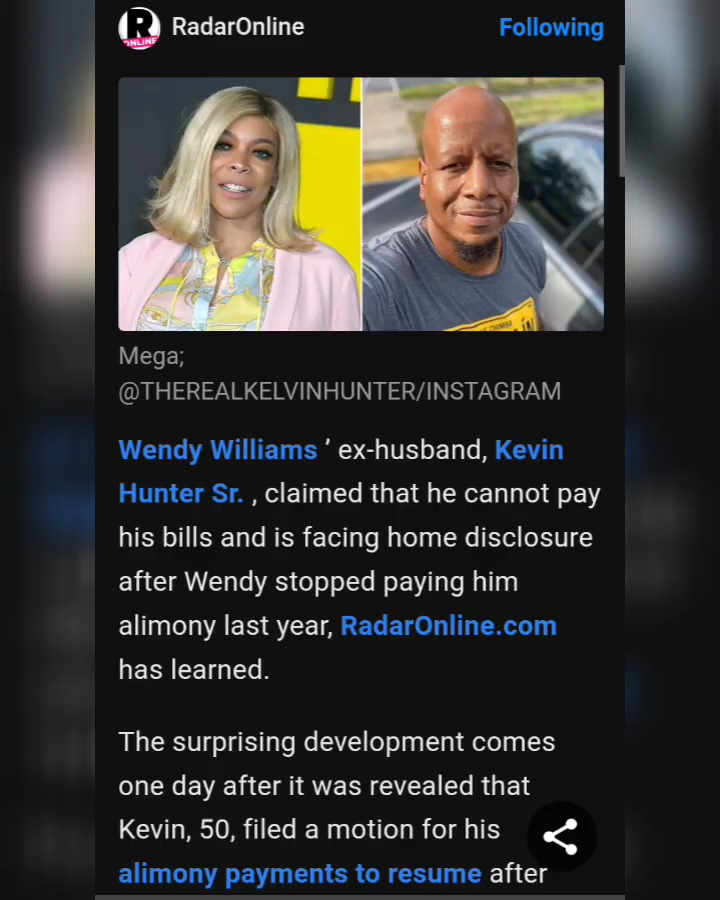 R
ONLINE
RadarOnline
Following
Mega;
@THEREALKELVINHUNTER/INSTAGRAM
Wendy Williams ’ ex-husband, Kevin
Hunter Sr. , claimed that he cannot pay
his bills and is facing home disclosure
after Wendy stopped paying him
alimony last year, RadarOnline.com
has learned.
The surprising development comes
one day after it was revealed that
Kevin, 50, filed a motion for his
alimony payments to resume after